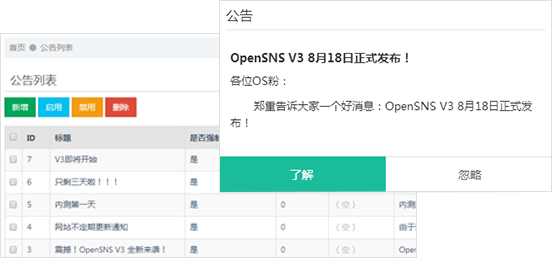 公告
OpenSNS V3 8月18日正式发布！
各位OS粉：
郑重告诉大家一个好消息：OpenSNS V3 8月18日正式发
布！
了解 忽略
首页 公告列表
公告列表
新增 启用 禁用 删除
ID 标题 是否强制
7 V3即将开始 是
6 只剩三天啦！！！ 是
5 内测第一天 是 0 （空） 内测
4 网站不定期更新通知 是 0 （空） 由于
3 震撼！OpenSNS V3 全新来袭！ 是 0 （空） Open